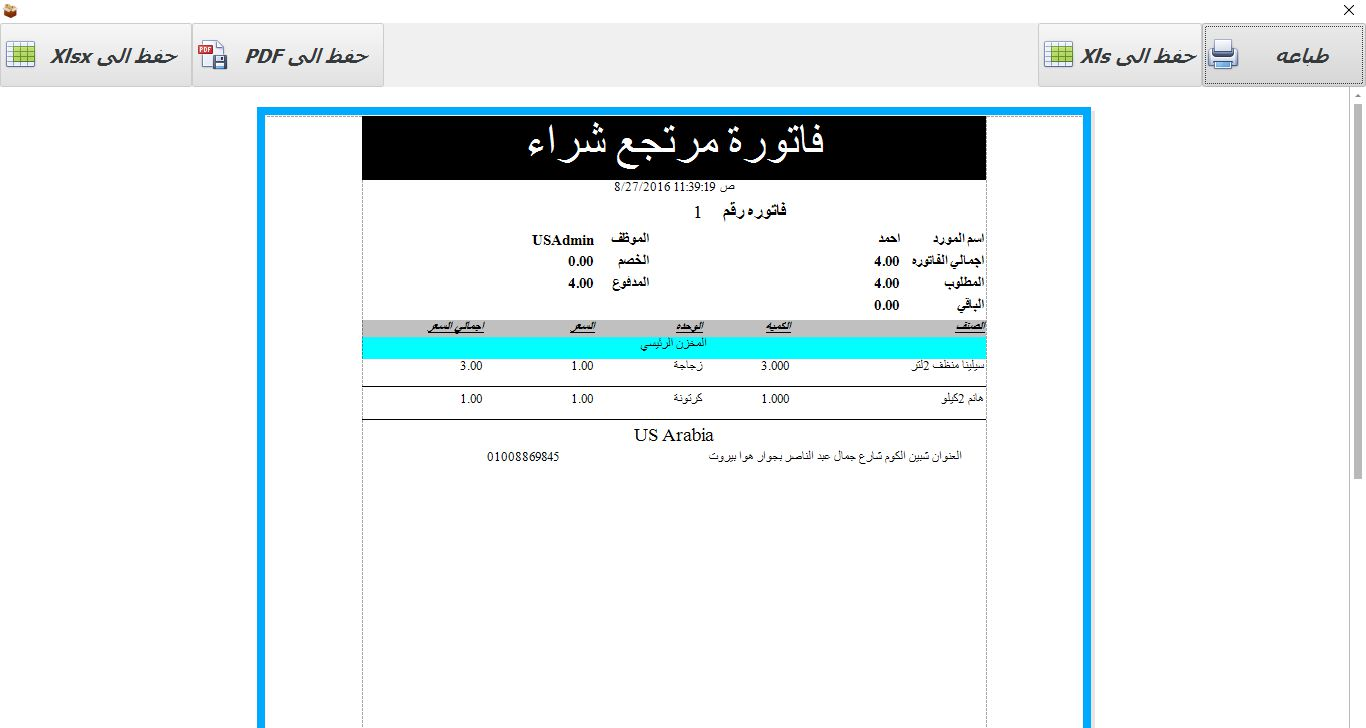 طباعه حفظ الى Xls حفظ الى PDF حفظ الى Xlsx
فاتورة مرتجع شراء
8/27/2016 11:39:19 ص
فاتوره رقم 1
اسم المورد احمد الموظف USAdmin
اجمالي الفاتوره 4.00 الخصم 0.00
المطلوب 4.00 المدفوع 4.00
الباقي 0.00
الصنف الكميه الوحده السعر اجمالي السعر
المخزن الرئيسي
سيلينا منظف 2لتر 3.000 زجاجة 1.00 3.00
هانم 2كيلو 1.000 كرتونة 1.00 1.00
US Arabia
العنوان شبين الكوم شارع جمال عبد الناصر بجوار هوا بيروت 01008869845